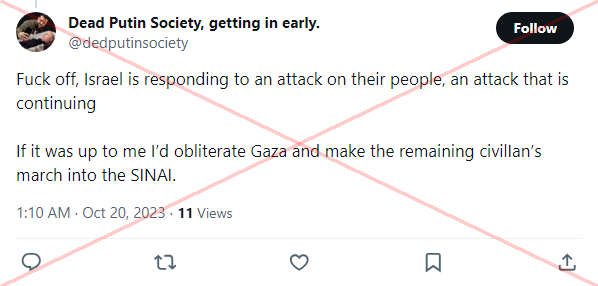 Dead Putin Society, getting in early.
@dedputinsociety
Follow
Fuck off, Israel is responding to an attack on their people, an attack that is
continuing
If it was up to me I’d obliterate Gaza and make the remaining civillan’s
march into the SINAI.
1:10 AM · Oct 20, 2023 · 11 Views